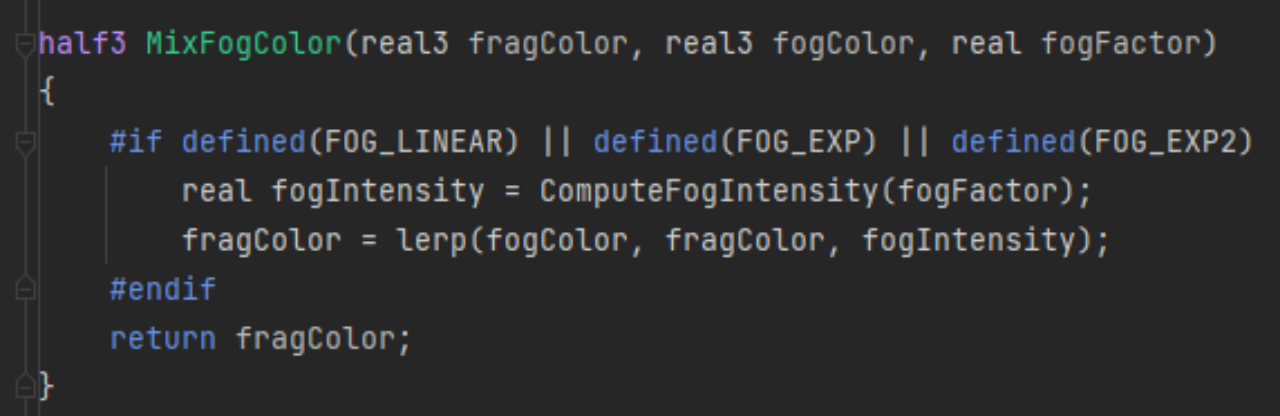 half3 MixFogColor(real3 fragColor, real3 fogColor, real fogFactor)
{
    #if defined(FOG_LINEAR) || defined(FOG_EXP) || defined(FOG_EXP2)
        real fogIntensity = ComputeFogIntensity(fogFactor);
        fragColor = lerp(fogColor, fragColor, fogIntensity);
    #endif
    return fragColor;
}